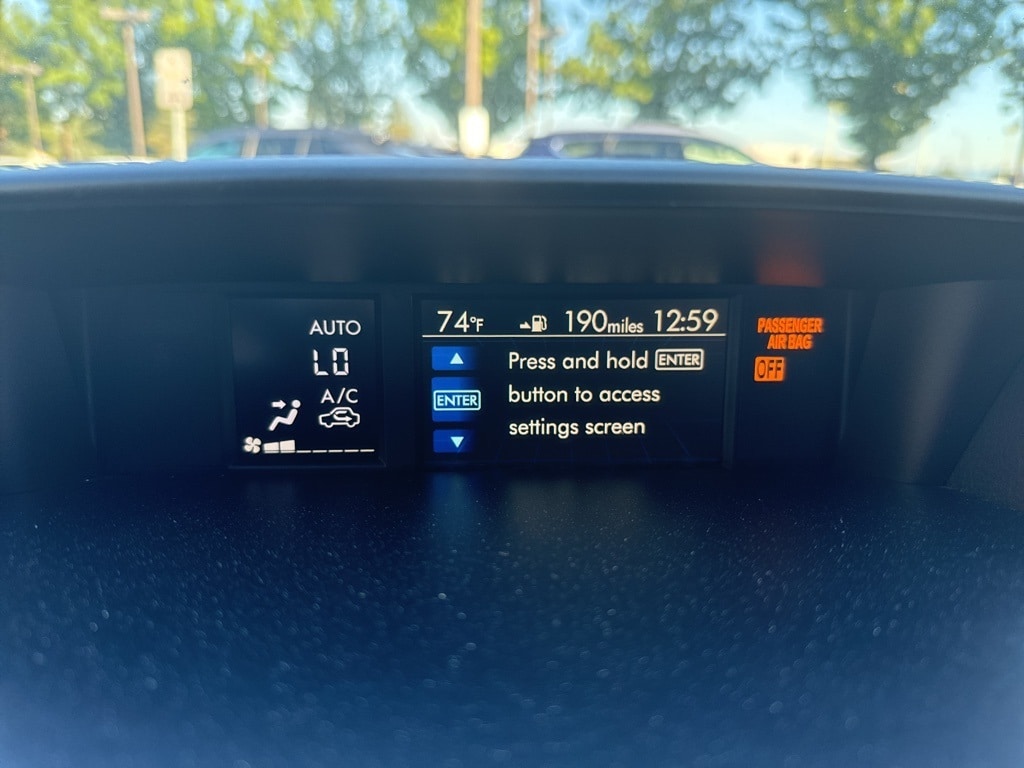 AUTO
LO
A/C
74°F 190miles 12:59
Press and hold ENTER
button to access
settings screen
ENTER
PASSENGER
AIR BAG
OFF